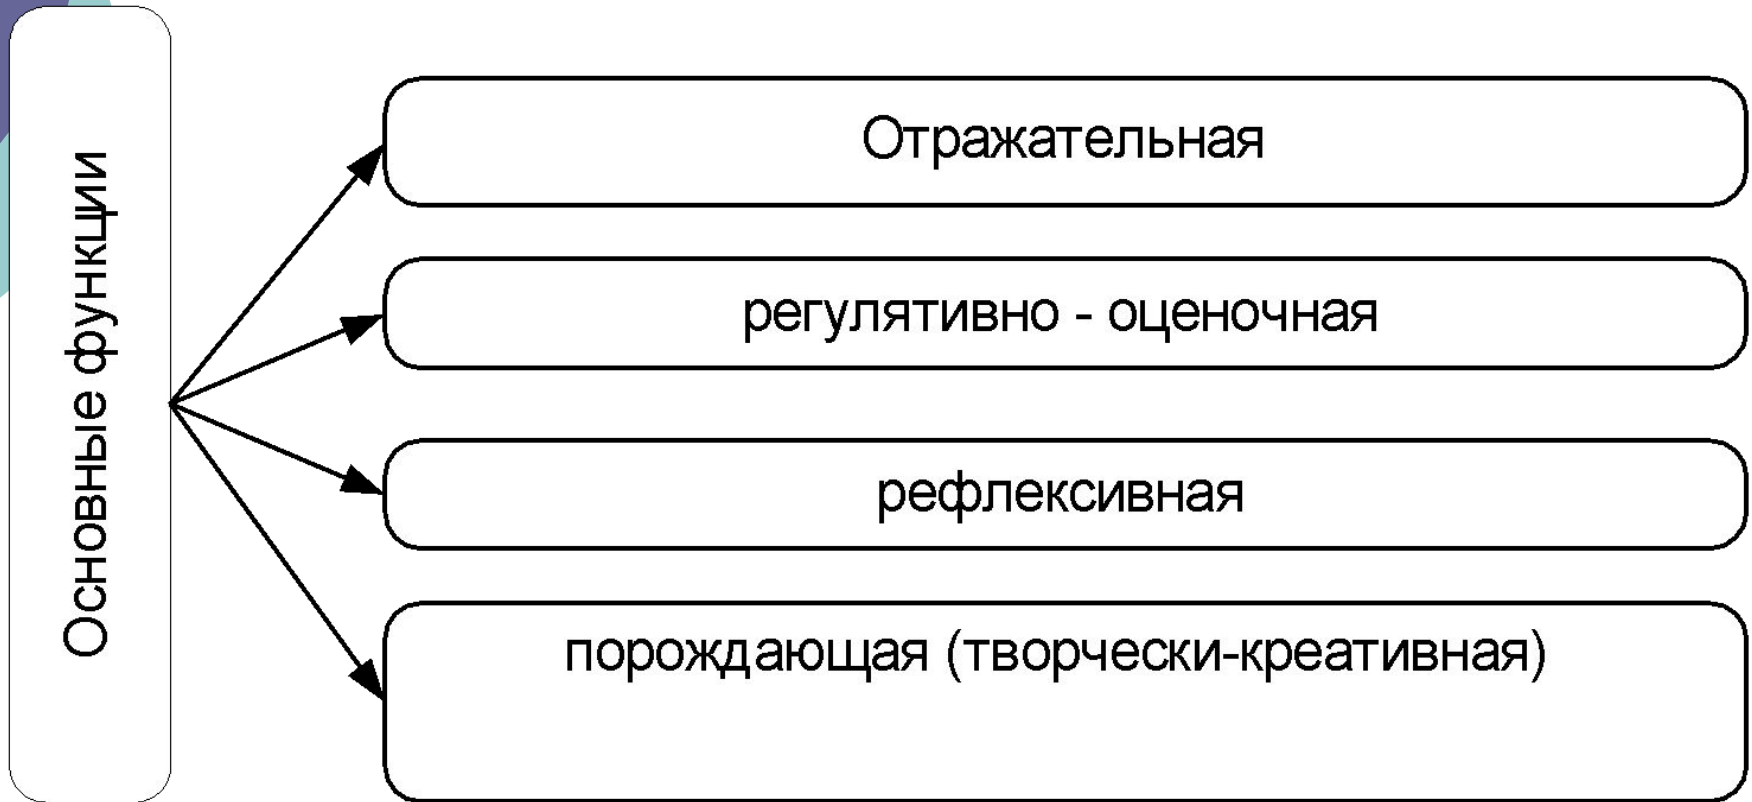 Основные функции
Отражательная
регулятивно - оценочная
рефлексивная
порождающая (творчески-креативная)